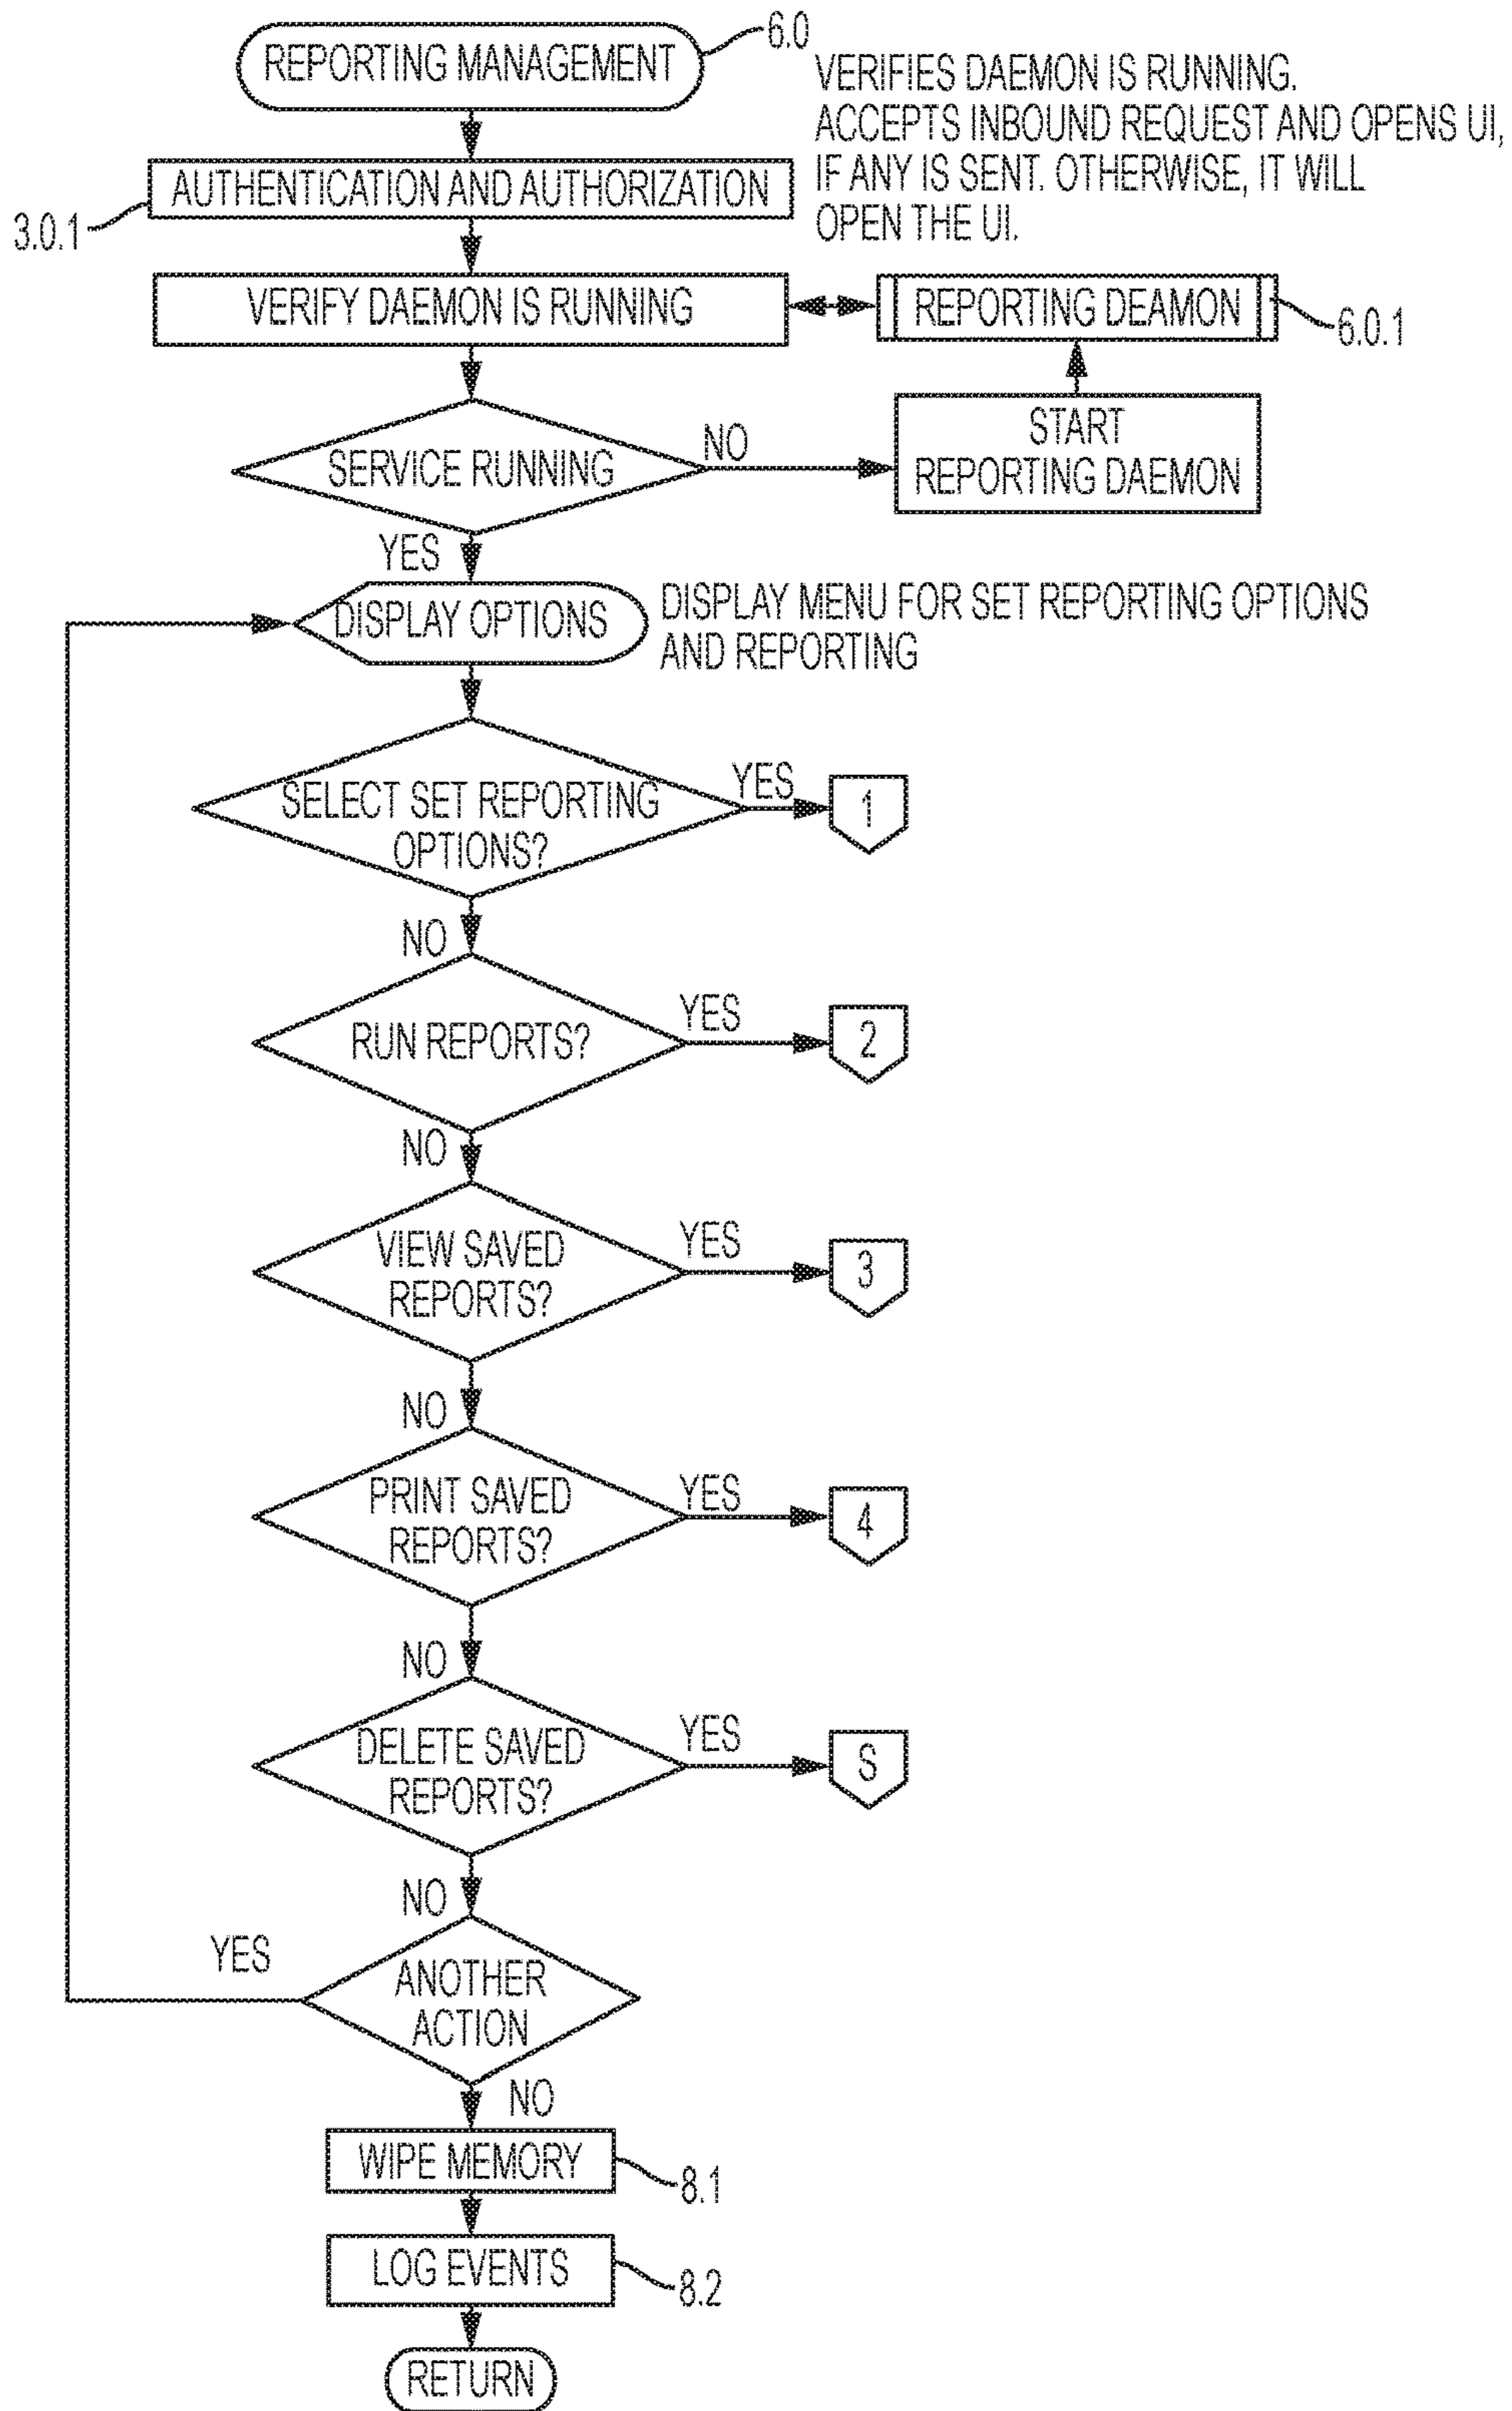 REPORTING MANAGEMENT
6.0
VERIFIES DAEMON IS RUNNING.
ACCEPTS INBOUND REQUEST AND OPENS UI,
IF ANY IS SENT. OTHERWISE, IT WILL
OPEN THE UI.
AUTHENTICATION AND AUTHORIZATION
3.0.1
VERIFY DAEMON IS RUNNING
REPORTING DEAMON
6.0.1
START
REPORTING DAEMON
SERVICE RUNNING
NO
YES
DISPLAY OPTIONS
DISPLAY MENU FOR SET REPORTING OPTIONS
AND REPORTING
SELECT SET REPORTING
OPTIONS?
YES
1
NO
RUN REPORTS?
YES
2
NO
VIEW SAVED
REPORTS?
YES
3
NO
PRINT SAVED
REPORTS?
YES
4
NO
DELETE SAVED
REPORTS?
YES
S
NO
YES
ANOTHER
ACTION
NO
WIPE MEMORY
8.1
LOG EVENTS
8.2
RETURN